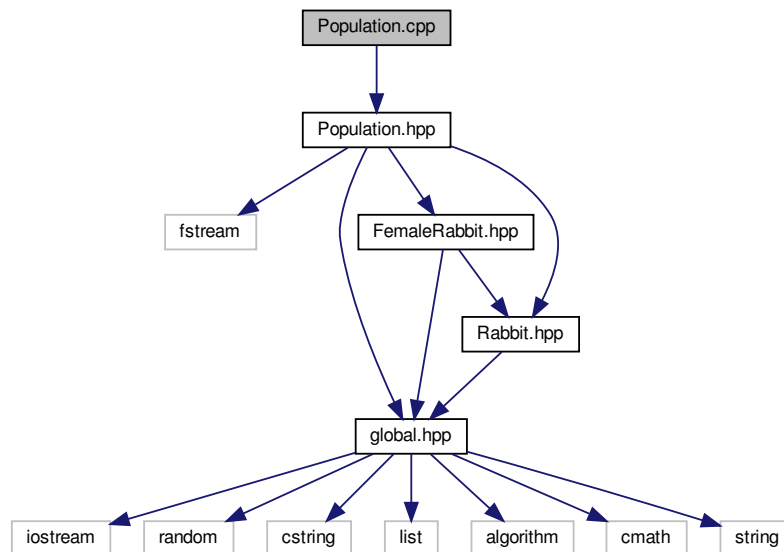 Population.cpp
Population.hpp
fstream
FemaleRabbit.hpp
Rabbit.hpp
global.hpp
iostream
random
cstring
list
algorithm
cmath
string